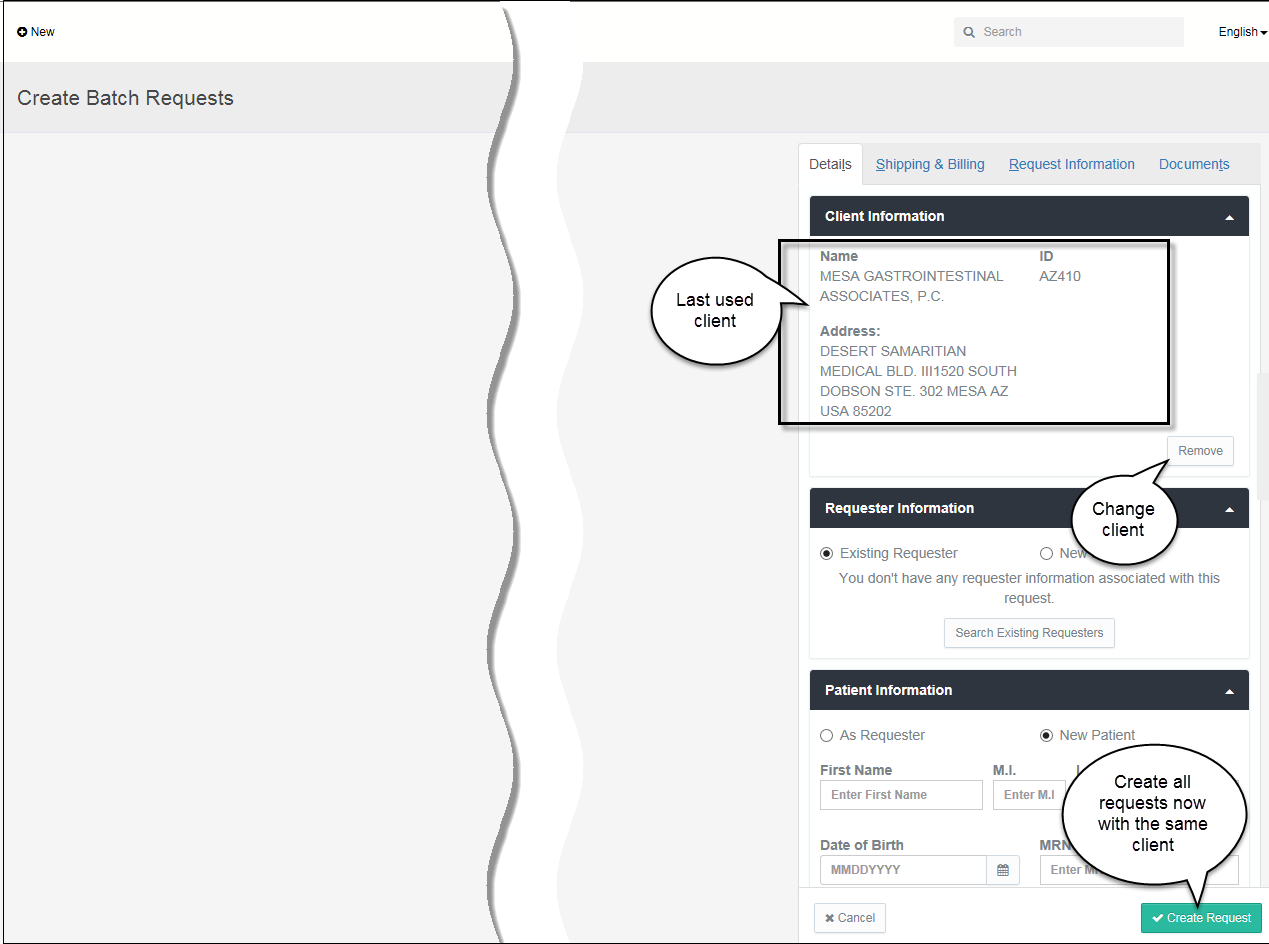 New
Search
English
Create Batch Requests
Details
Shipping & Billing
Request Information
Documents
Client Information
Name
ID
MESA GASTROINTESTINAL
ASSOCIATES, P.C.
AZ410
Address:
DESERT SAMARITIAN
MEDICAL BLD. III1520 SOUTH
DOBSON STE. 302 MESA AZ
USA 85202
Last used
client
Remove
Change
client
Requester Information
Existing Requester
New
You don't have any requester information associated with this
request.
Search Existing Requesters
Patient Information
As Requester
New Patient
First Name
M.I.
Enter First Name
Enter M.I
Create all
requests now
with the same
client
Date of Birth
MRN
MMDDYYYY
Enter
Cancel
Create Request